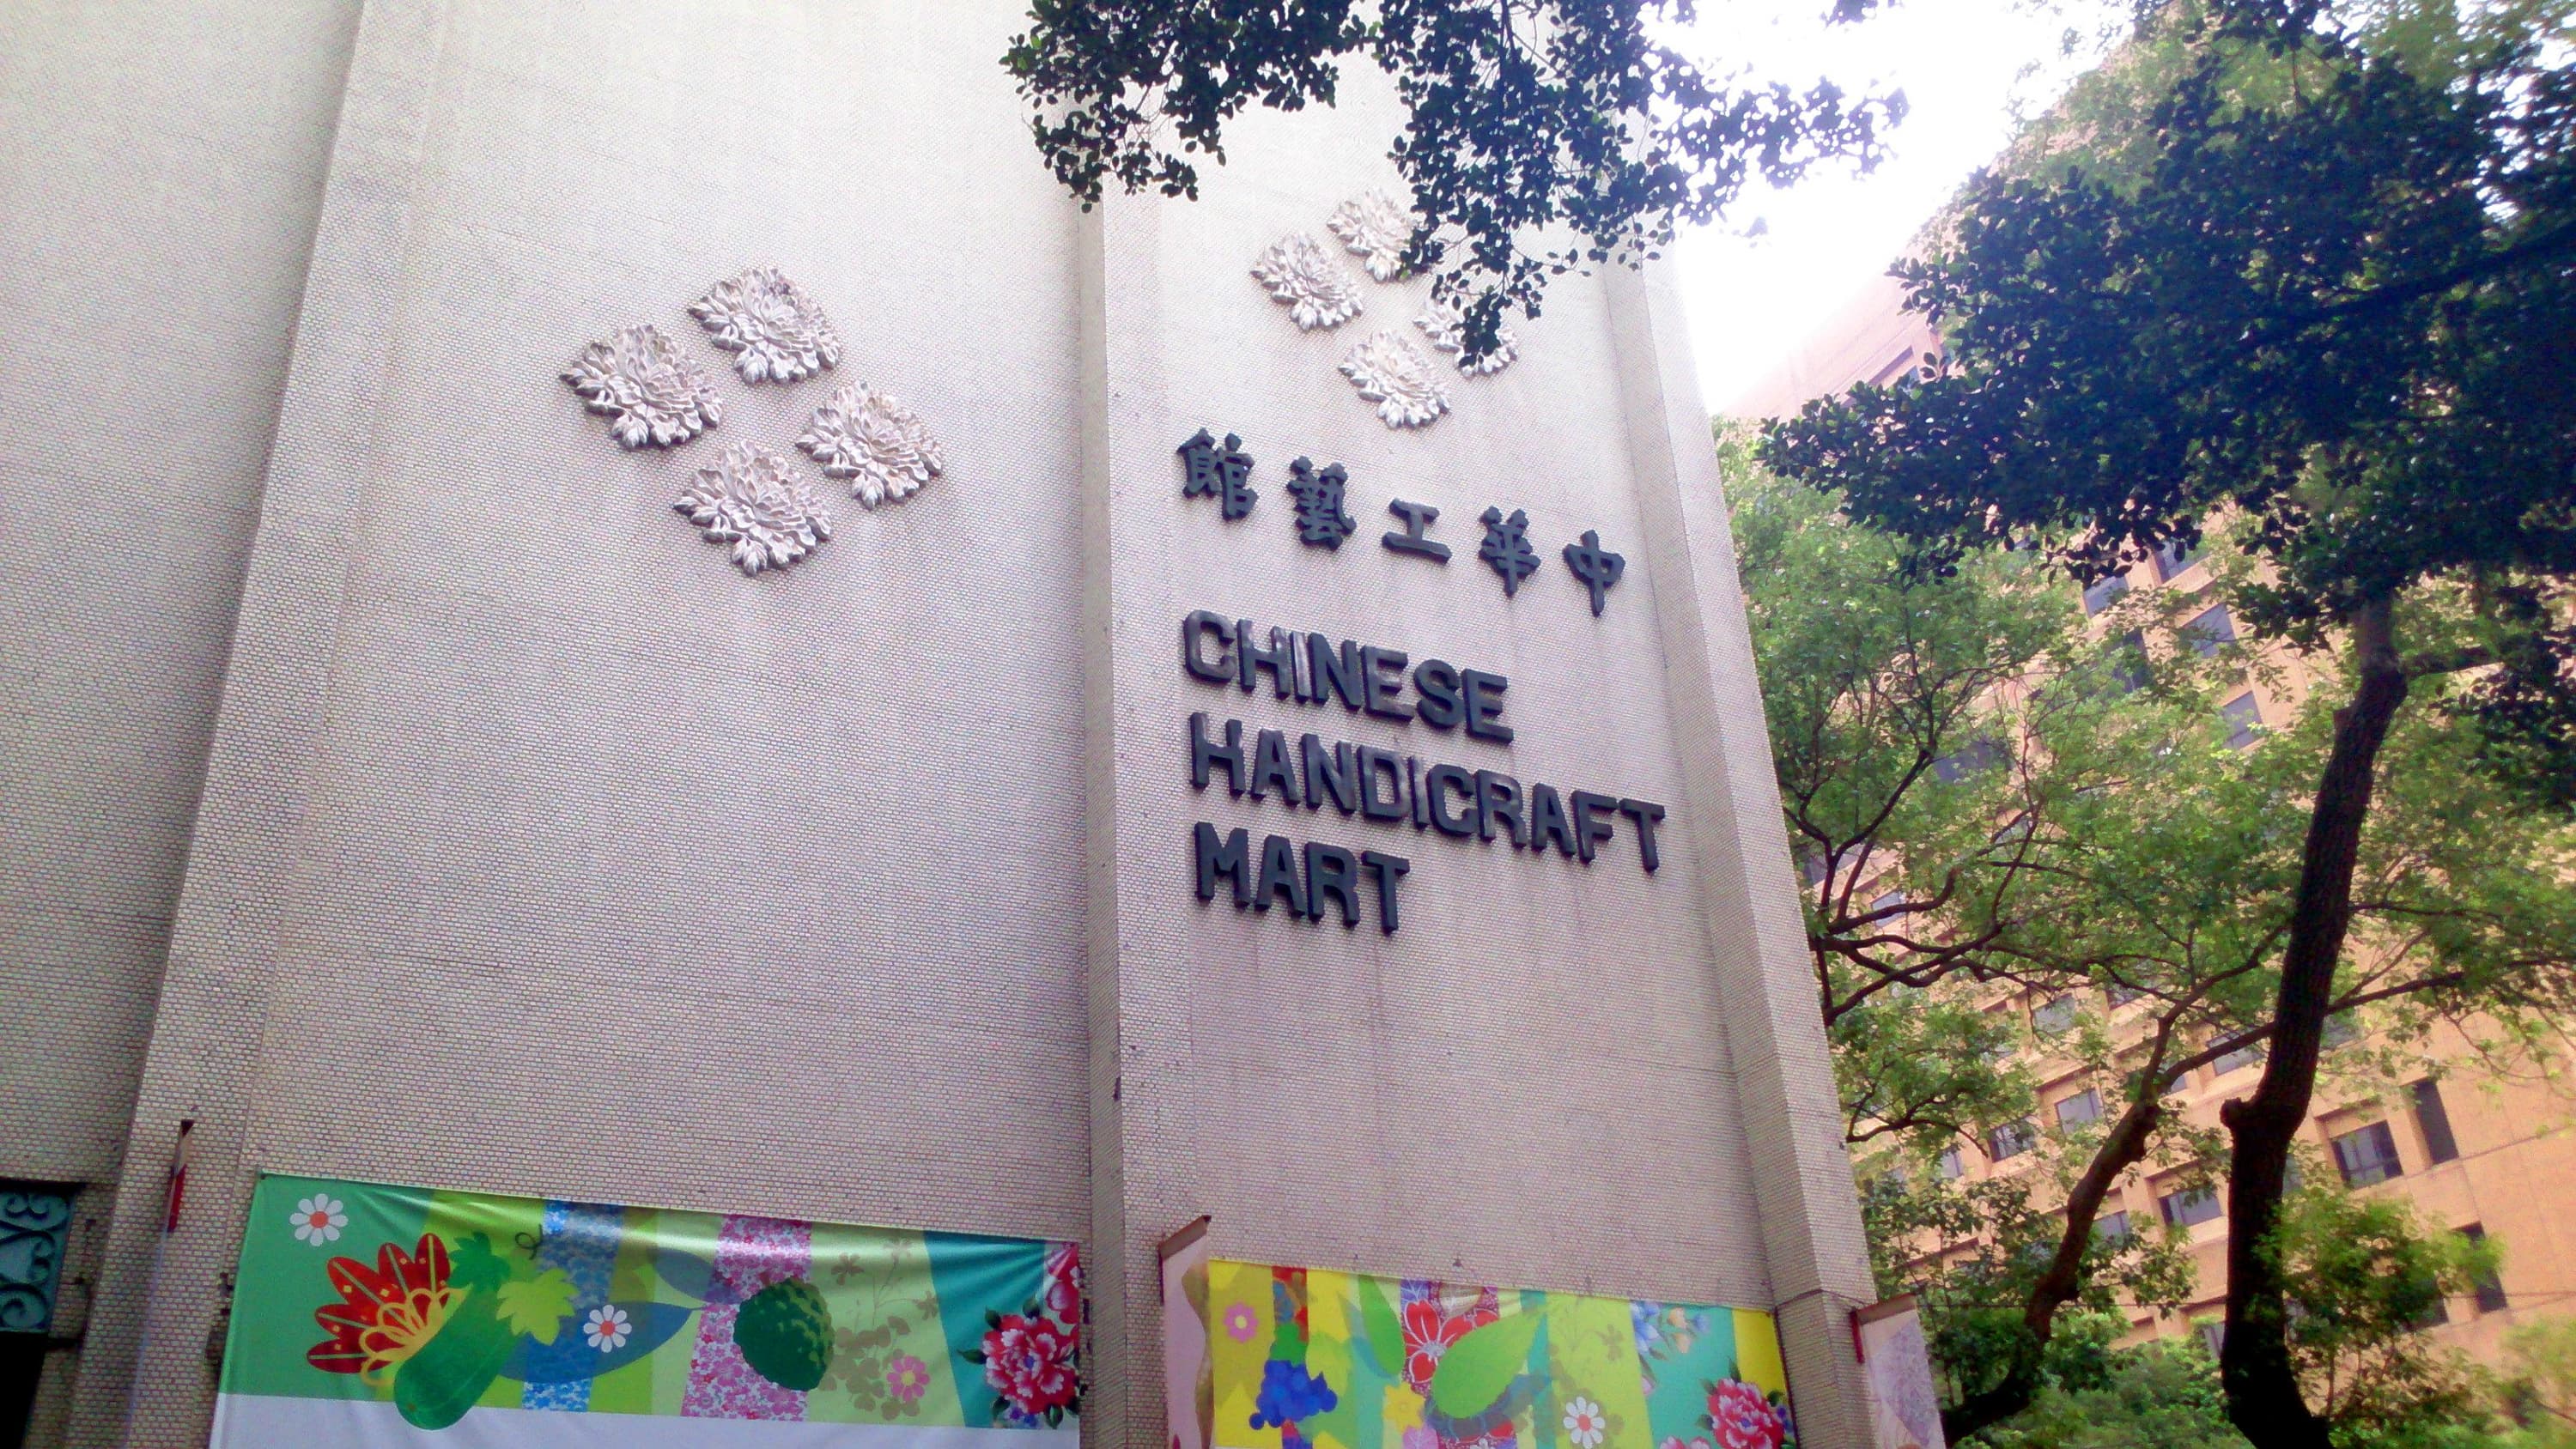 中華工藝館
CHINESE
HANDICRAFT
MART